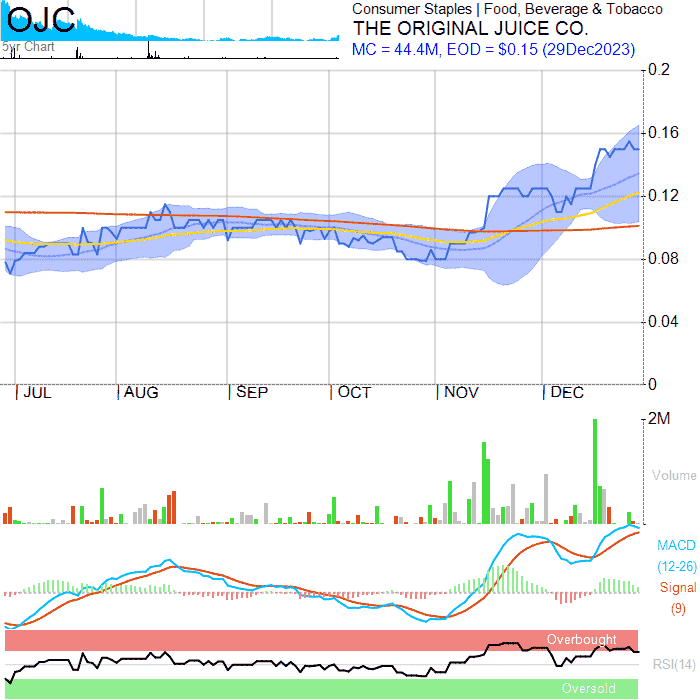 OJC
5yr Chart
Consumer Staples | Food, Beverage & Tobacco
THE ORIGINAL JUICE CO.
MC = 44.4M, EOD = $0.15 (29Dec2023)
0.2
0.16
0.12
0.08
0.04
0
JUL AUG SEP OCT NOV DEC
2M
Volume
MACD
(12-26)
Signal
(9)
Overbought
RSI(14)
Oversold